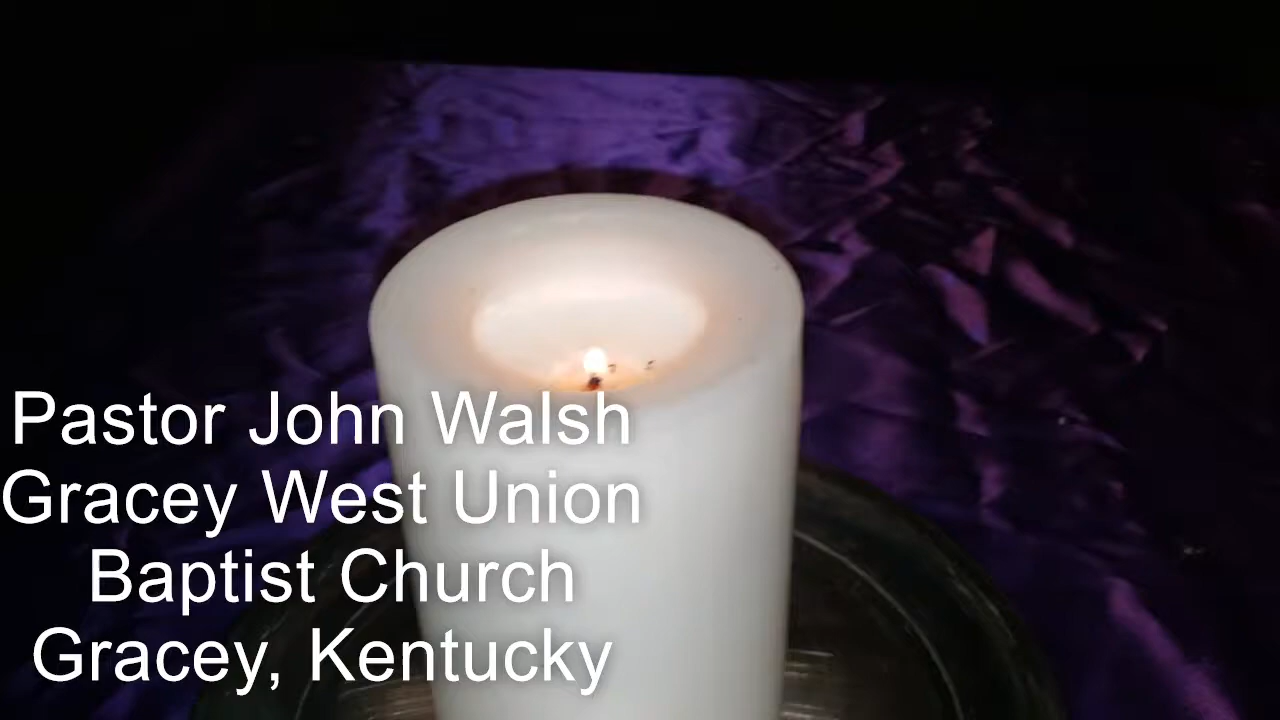 Pastor John Walsh
Gracey West Union
Baptist Church
Gracey, Kentucky